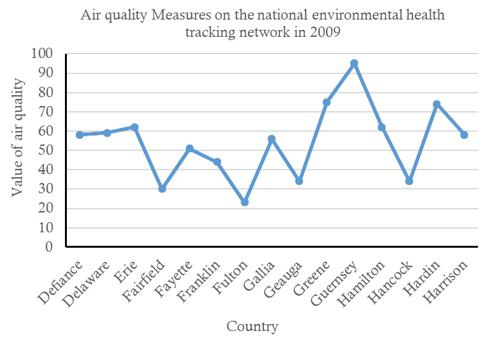 Air quality Measures on the national environmental health
tracking network in 2009
Value of air quality
100
90
80
70
60
50
40
30
20
10
0
Defiance
Delaware
Erie
Fairfield
Fayette
Franklin
Fulton
Gallia
Geauga
Greene
Guernsey
Hamilton
Hancock
Hardin
Harrison
Country